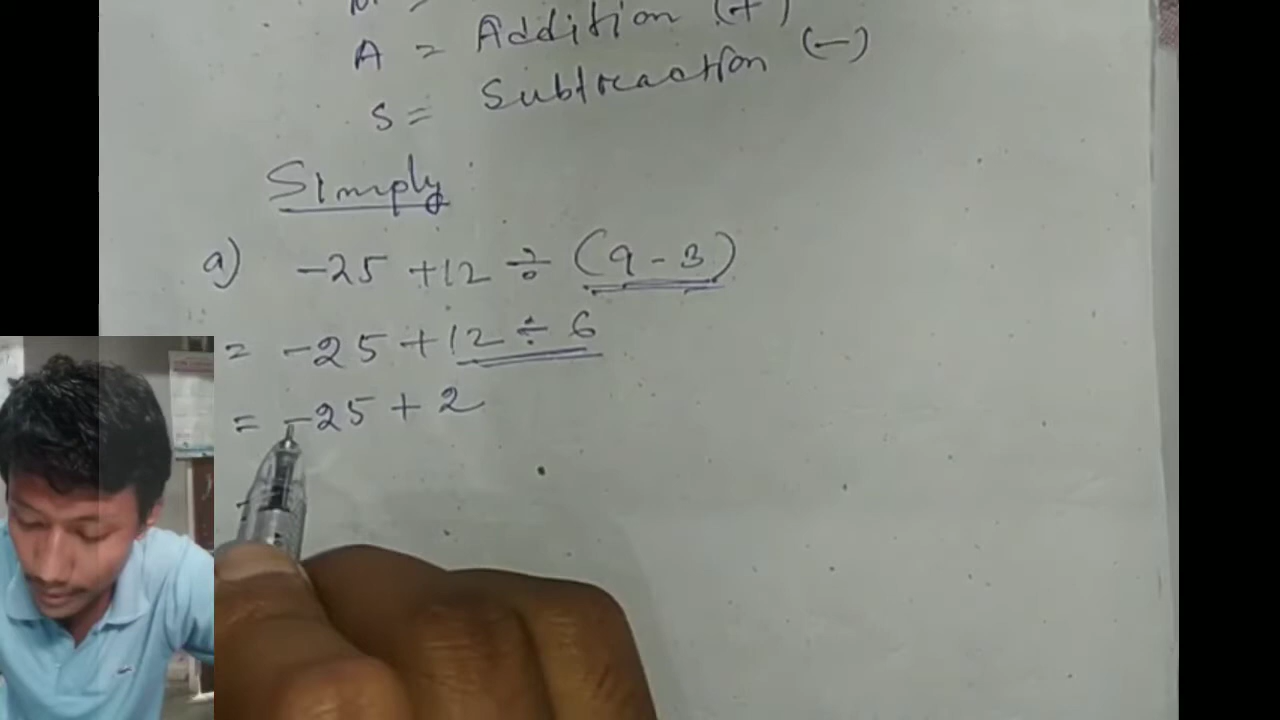 A = Addition (+)
S = Subtraction (-)
Simply
a) -25 +12 ÷ (9 - 3)
= -25 + 12 ÷ 6
= -25 + 2